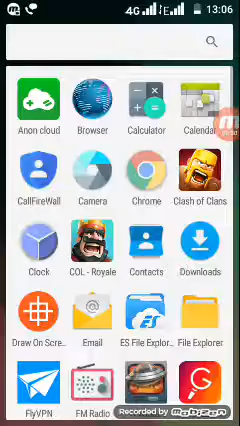 4G E 13:06
Anon cloud Browser Calculator Calendar
CallFireWall Camera Chrome Clash of Clans
Clock COL - Royale Contacts Downloads
Draw On Scre.. Email ES File Explor.. File Explorer
FlyVPN FM Radio
Recorded by mobizen